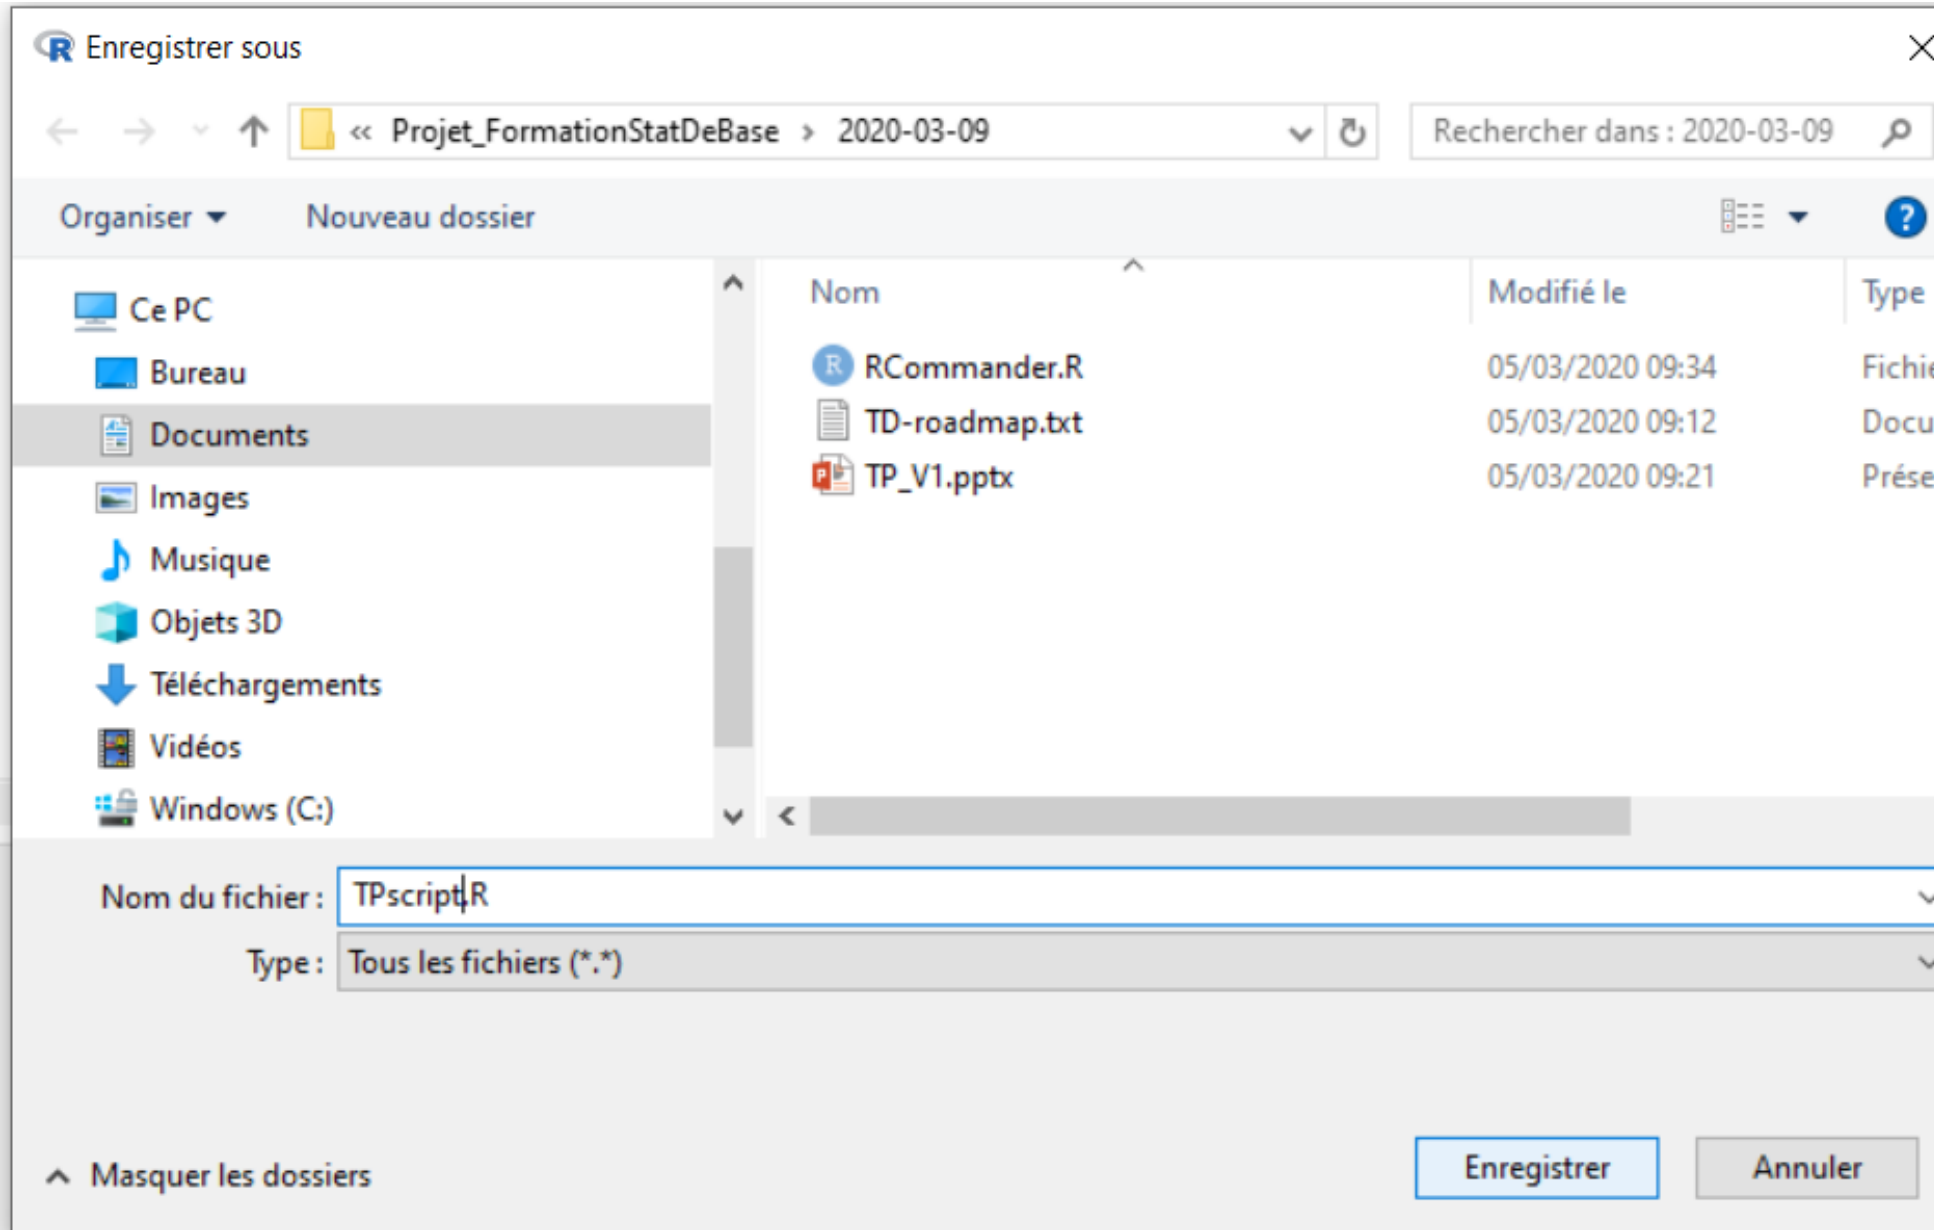 Enregistrer sous
« Projet_FormationStatDeBase > 2020-03-09
Rechercher dans : 2020-03-09
Organiser
Nouveau dossier
Ce PC
Bureau
Documents
Images
Musique
Objets 3D
Téléchargements
Vidéos
Windows (C:)
Nom Modifié le Type
RCommander.R 05/03/2020 09:34 Fichie
TD-roadmap.txt 05/03/2020 09:12 Docu
TP_V1.pptx 05/03/2020 09:21 Prése
Nom du fichier : TPscript.R
Type : Tous les fichiers (*.*)
Masquer les dossiers
Enregistrer
Annuler